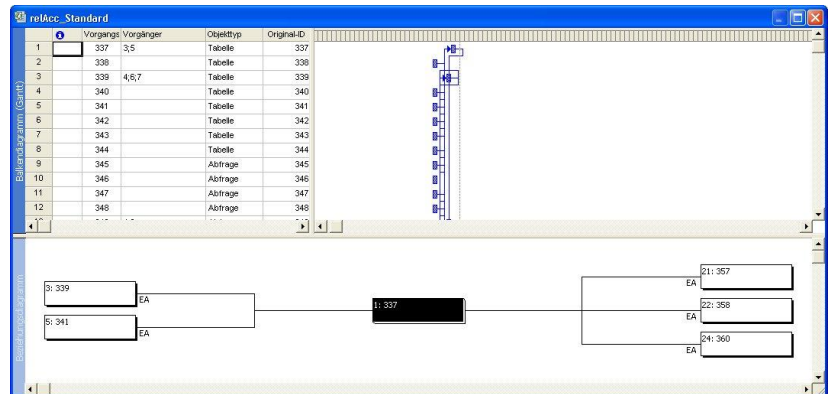 relAcc_Standard
Vorgangs Vorgänger Objekttyp Original-ID
1 337 3;5 Tabelle 337
2 338 Tabelle 338
3 339 4;6;7 Tabelle 339
4 340 Tabelle 340
5 341 Tabelle 341
6 342 Tabelle 342
7 343 Tabelle 343
8 344 Tabelle 344
9 345 Abfrage 345
10 346 Abfrage 346
11 347 Abfrage 347
12 348 Abfrage 348
Balkendiagramm (Gantt)
Beziehungsdiagramm
3: 339
EA
5: 341
EA
1: 337
21: 357
EA
22: 358
EA
24: 360
EA